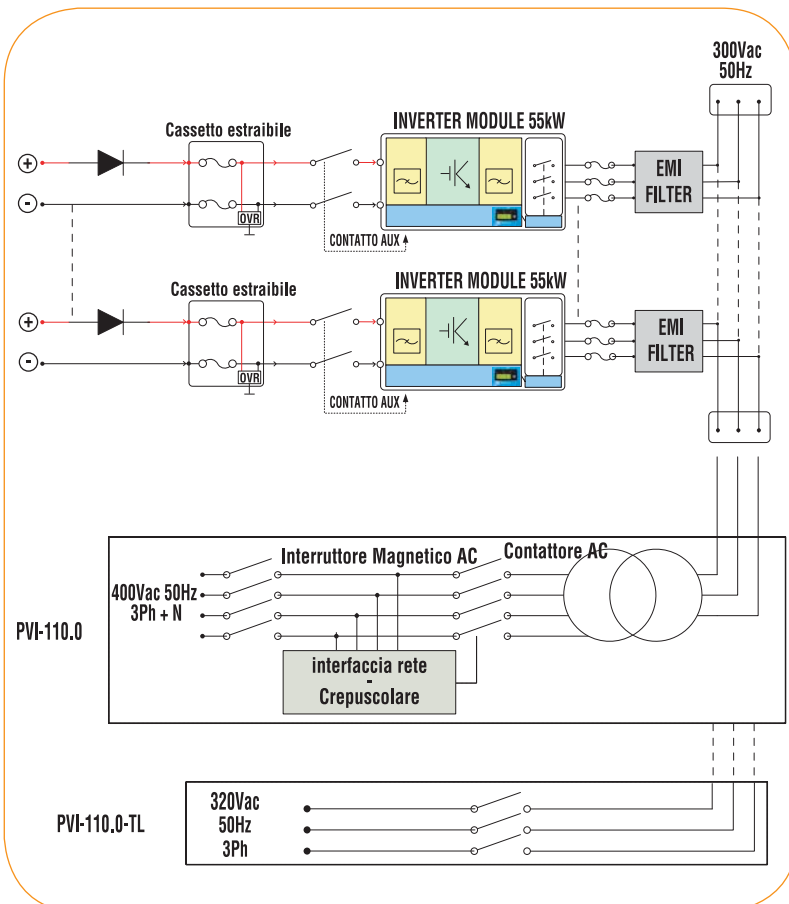 300Vac
50Hz
Cassetto estraibile
INVERTER MODULE 55kW
+
-
OVR
CONTATTO AUX
EMI
FILTER
Cassetto estraibile
INVERTER MODULE 55kW
+
-
OVR
CONTATTO AUX
EMI
FILTER
PVI-110.0
400Vac 50Hz
3Ph + N
Interruttore Magnetico AC
Contattore AC
interfaccia rete
-
Crepuscolare
PVI-110.0-TL
320Vac
50Hz
3Ph